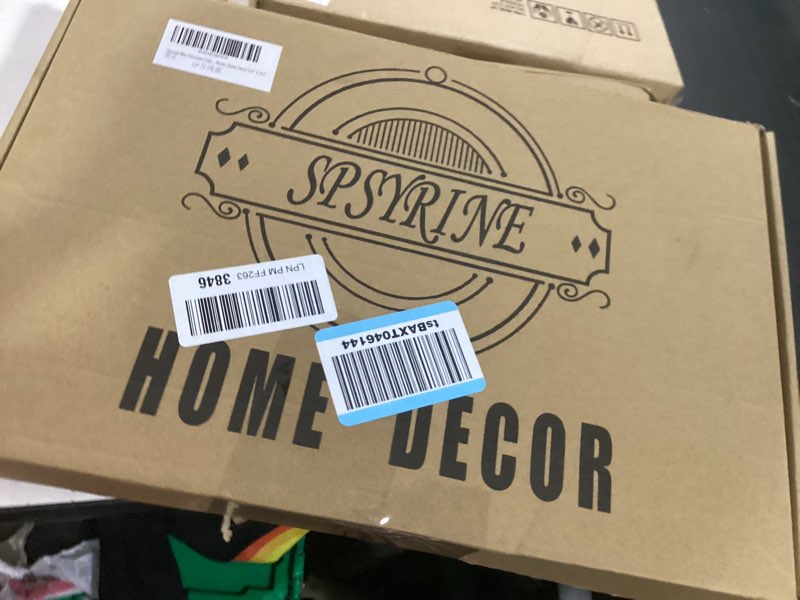 SPSYRINE
LPN PM FF263 3846
tsBAXT046144
HOME DECOR